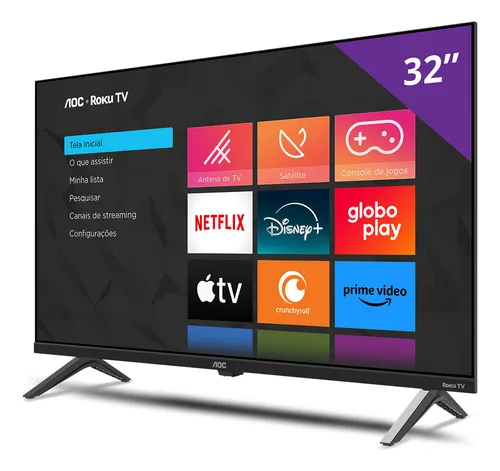 32”
AOC • Roku TV
Tela inicial
O que assistir
Minha lista
Pesquisar
Canais de streaming
Configurações
Antena de TV
Satélite
Console de jogos
NETFLIX
Disney+
globo
play
tv
crunchyroll
prime video
AOC
Roku TV